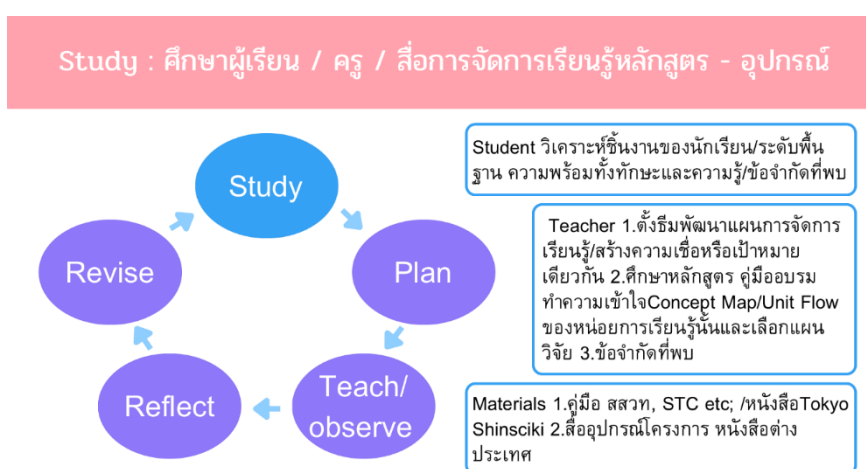 Study : ศึกษาผู้เรียน / ครู / สื่อการจัดการเรียนรู้หลักสูตร - อุปกรณ์
Study
Plan
Teach/
observe
Reflect
Revise
Student วิเคราะห์ชิ้นงานของนักเรียน/ระดับพื้น
ฐาน ความพร้อมทั้งทักษะและความรู้/ข้อจำกัดที่พบ
Teacher 1.ตั้งธีมพัฒนาแผนการจัดการ
เรียนรู้/สร้างความเชื่อหรือเป้าหมาย
เดียวกัน 2.ศึกษาหลักสูตร คู่มืออบรม
ทำความเข้าใจConcept Map/Unit Flow
ของหน่อยการเรียนรู้นั้นและเลือกแผน
วิจัย 3.ข้อจำกัดที่พบ
Materials 1.คู่มือ สสวท, STC etc; /หนังสือTokyo
Shinsciki 2.สื่ออุปกรณ์โครงการ หนังสือต่าง
ประเทศ